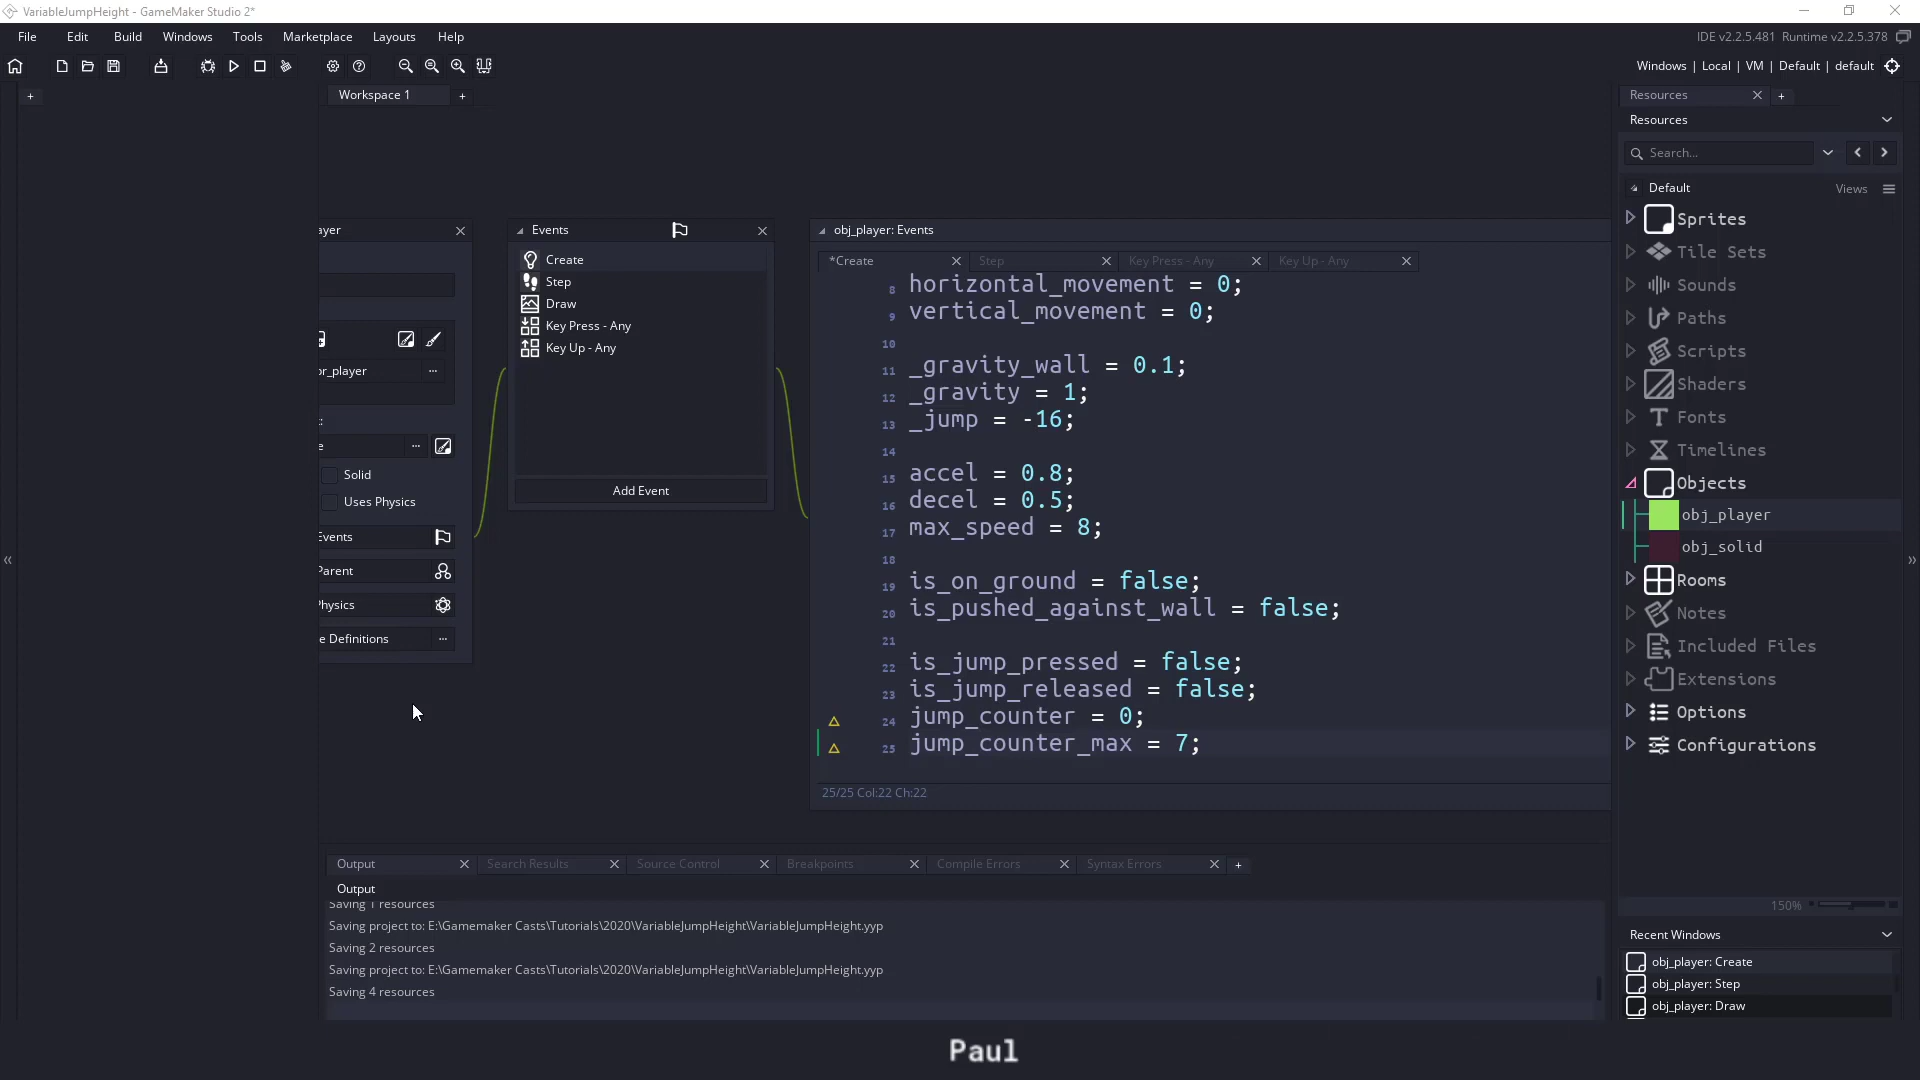 VariableJumpHeight - GameMaker Studio 2*
File Edit Build Windows Tools Marketplace Layouts Help
IDE v2.2.5.481 Runtime v2.2.5.378
Windows | Local | VM | Default | default
Workspace 1
ayer
or_player
e
Solid
Uses Physics
Events
Parent
Physics
e Definitions
Events
Create
Step
Draw
Key Press - Any
Key Up - Any
Add Event
obj_player: Events
*Create Step Key Press - Any Key Up - Any
8 horizontal_movement = 0;
9 vertical_movement = 0;
10
11 _gravity_wall = 0.1;
12 _gravity = 1;
13 _jump = -16;
14
15 accel = 0.8;
16 decel = 0.5;
17 max_speed = 8;
18
19 is_on_ground = false;
20 is_pushed_against_wall = false;
21
22 is_jump_pressed = false;
23 is_jump_released = false;
24 jump_counter = 0;
25 jump_counter_max = 7;
25/25 Col:22 Ch:22
Output Search Results Source Control Breakpoints Compile Errors Syntax Errors
Output
Saving 1 resources
Saving project to: E:\Gamemaker Casts\Tutorials\2020\VariableJumpHeight\VariableJumpHeight.yyp
Saving 2 resources
Saving project to: E:\Gamemaker Casts\Tutorials\2020\VariableJumpHeight\VariableJumpHeight.yyp
Saving 4 resources
Resources
Resources
Search...
Default Views
Sprites
Tile Sets
Sounds
Paths
Scripts
Shaders
Fonts
Timelines
Objects
obj_player
obj_solid
Rooms
Notes
Included Files
Extensions
Options
Configurations
150%
Recent Windows
obj_player: Create
obj_player: Step
obj_player: Draw
Paul